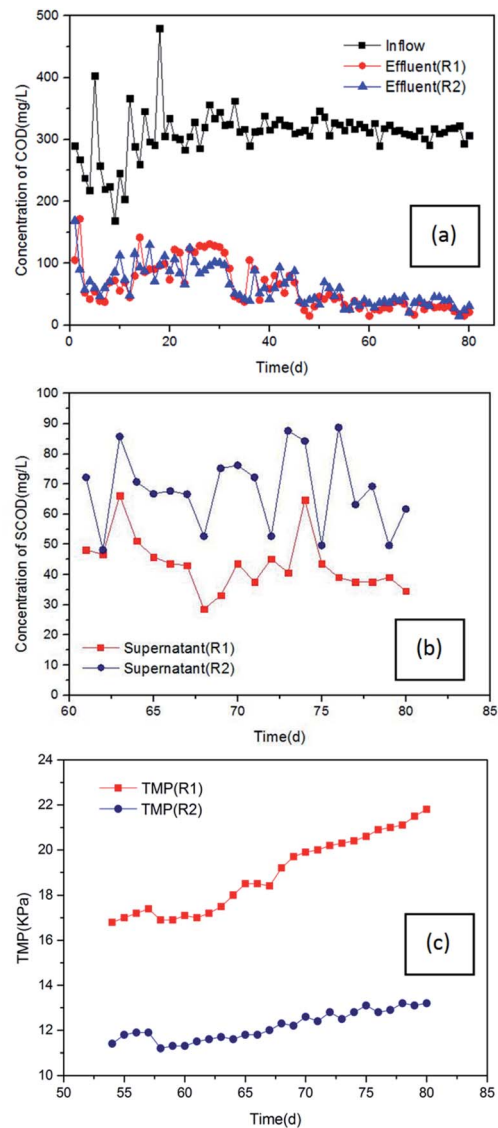 500
400
300
200
100
0
Concentration of COD(mg/L)
Inflow
Effluent(R1)
Effluent(R2)
(a)
0 20 40 60 80
Time(d)
100
90
80
70
60
50
40
30
20
10
0
Concentration of SCOD(mg/L)
Supernatant(R1)
Supernatant(R2)
(b)
60 65 70 75 80 85
Time(d)
24
22
20
18
16
14
12
10
TMP(KPa)
TMP(R1)
TMP(R2)
(c)
50 55 60 65 70 75 80 85
Time(d)